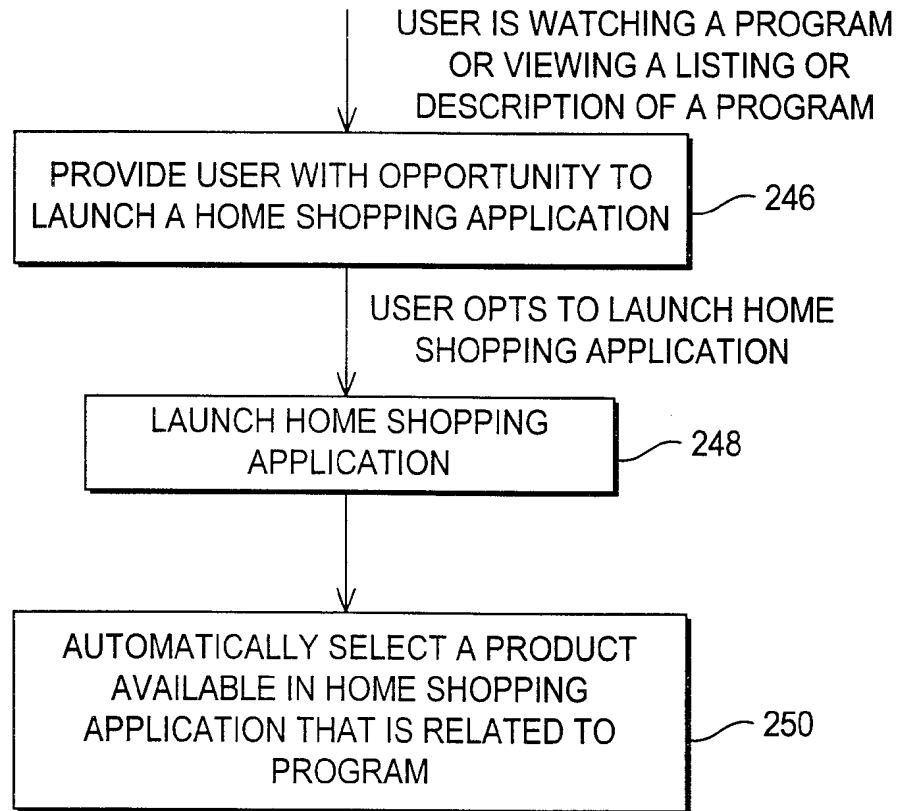 USER IS WATCHING A PROGRAM
OR VIEWING A LISTING OR
DESCRIPTION OF A PROGRAM
PROVIDE USER WITH OPPORTUNITY TO
LAUNCH A HOME SHOPPING APPLICATION
246
USER OPTS TO LAUNCH HOME
SHOPPING APPLICATION
LAUNCH HOME SHOPPING
APPLICATION
248
AUTOMATICALLY SELECT A PRODUCT
AVAILABLE IN HOME SHOPPING
APPLICATION THAT IS RELATED TO
PROGRAM
250